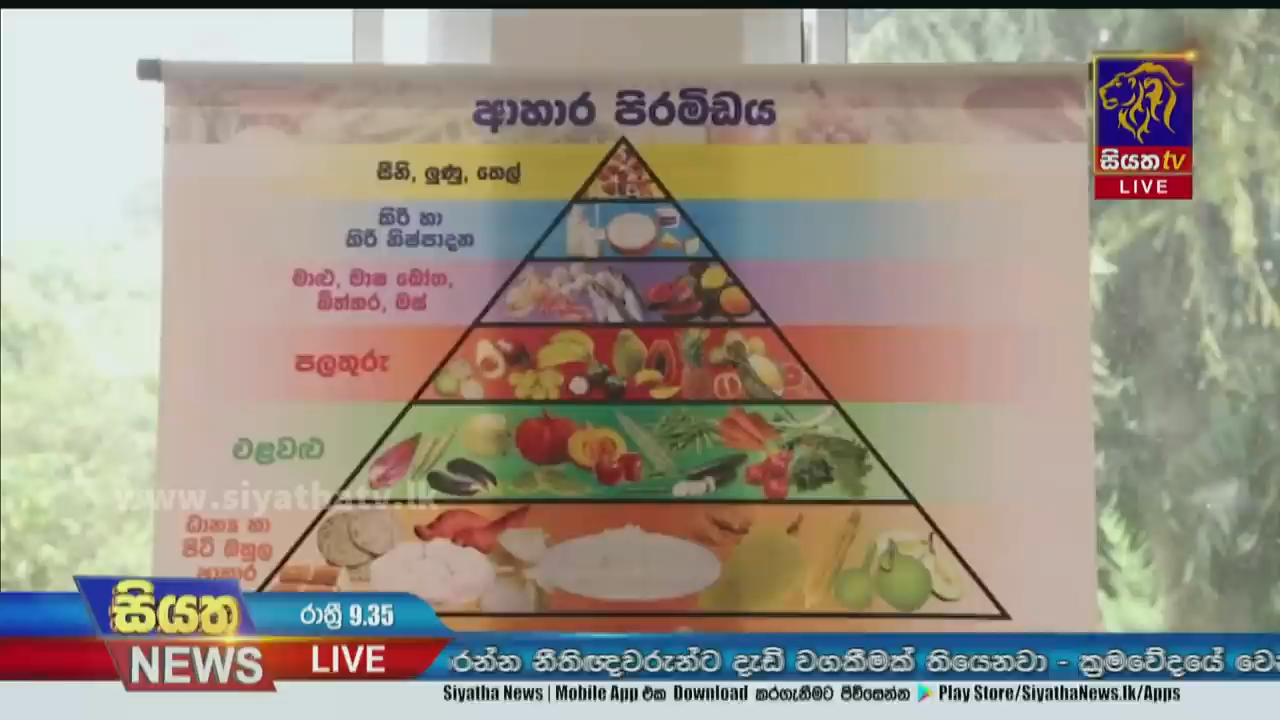 ආහාර පිරමිඩය
සීනි, ලුණු, තෙල්
කිරි හා
කිරි නිෂ්පාදන
මාළු, මාෂ බෝග,
බිත්තර, මස්
පලතුරු
එළවළු
ධාන්‍ය හා
පිටි බහුල
ආහාර
www.siyathatv.lk
සියත tv
LIVE
සියත
NEWS
රාත්‍රී 9.35
LIVE
රන්න නීතිඥවරුන්ට දැඩි වගකීමක් තියෙනවා - ක්‍රමවේදයේ
Siyatha News | Mobile App එක Download කරගැනීමට පිවිසෙන්න Play Store/SiyathaNews.lk/Apps